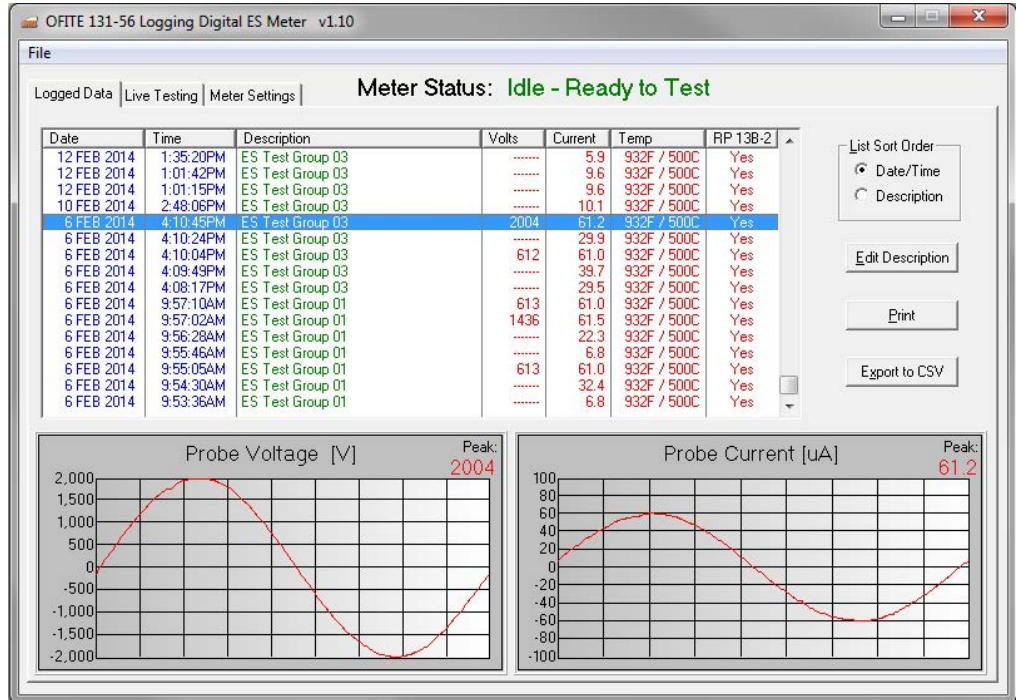 OFITE 131-56 Logging Digital ES Meter v1.10
File
Logged Data Live Testing Meter Settings Meter Status: Idle - Ready to Test
Date Time Description Volts Current Temp RP 13B-2
12 FEB 2014 1:35:20PM ES Test Group 03 ------- 5.9 932F / 500C Yes
12 FEB 2014 1:01:42PM ES Test Group 03 ------- 9.6 932F / 500C Yes
12 FEB 2014 1:01:15PM ES Test Group 03 ------- 9.6 932F / 500C Yes
10 FEB 2014 2:48:06PM ES Test Group 03 ------- 10.1 932F / 500C Yes
6 FEB 2014 4:10:45PM ES Test Group 03 2004 61.2 932F / 500C Yes
6 FEB 2014 4:10:24PM ES Test Group 03 ------- 29.9 932F / 500C Yes
6 FEB 2014 4:10:04PM ES Test Group 03 612 61.0 932F / 500C Yes
6 FEB 2014 4:09:49PM ES Test Group 03 ------- 39.7 932F / 500C Yes
6 FEB 2014 4:08:17PM ES Test Group 03 ------- 29.5 932F / 500C Yes
6 FEB 2014 9:57:10AM ES Test Group 01 613 61.0 932F / 500C Yes
6 FEB 2014 9:57:02AM ES Test Group 01 1436 61.5 932F / 500C Yes
6 FEB 2014 9:56:28AM ES Test Group 01 ------- 22.3 932F / 500C Yes
6 FEB 2014 9:55:46AM ES Test Group 01 ------- 6.8 932F / 500C Yes
6 FEB 2014 9:55:05AM ES Test Group 01 613 61.0 932F / 500C Yes
6 FEB 2014 9:54:30AM ES Test Group 01 ------- 32.4 932F / 500C Yes
6 FEB 2014 9:53:36AM ES Test Group 01 ------- 6.8 932F / 500C Yes
List Sort Order
Date/Time
Description
Edit Description
Print
Export to CSV
Probe Voltage [V]
Peak:
2004
2,000
1,500
1,000
500
0
-500
-1,000
-1,500
-2,000
Probe Current [uA]
Peak:
61.2
100
80
60
40
20
0
-20
-40
-60
-80
-100